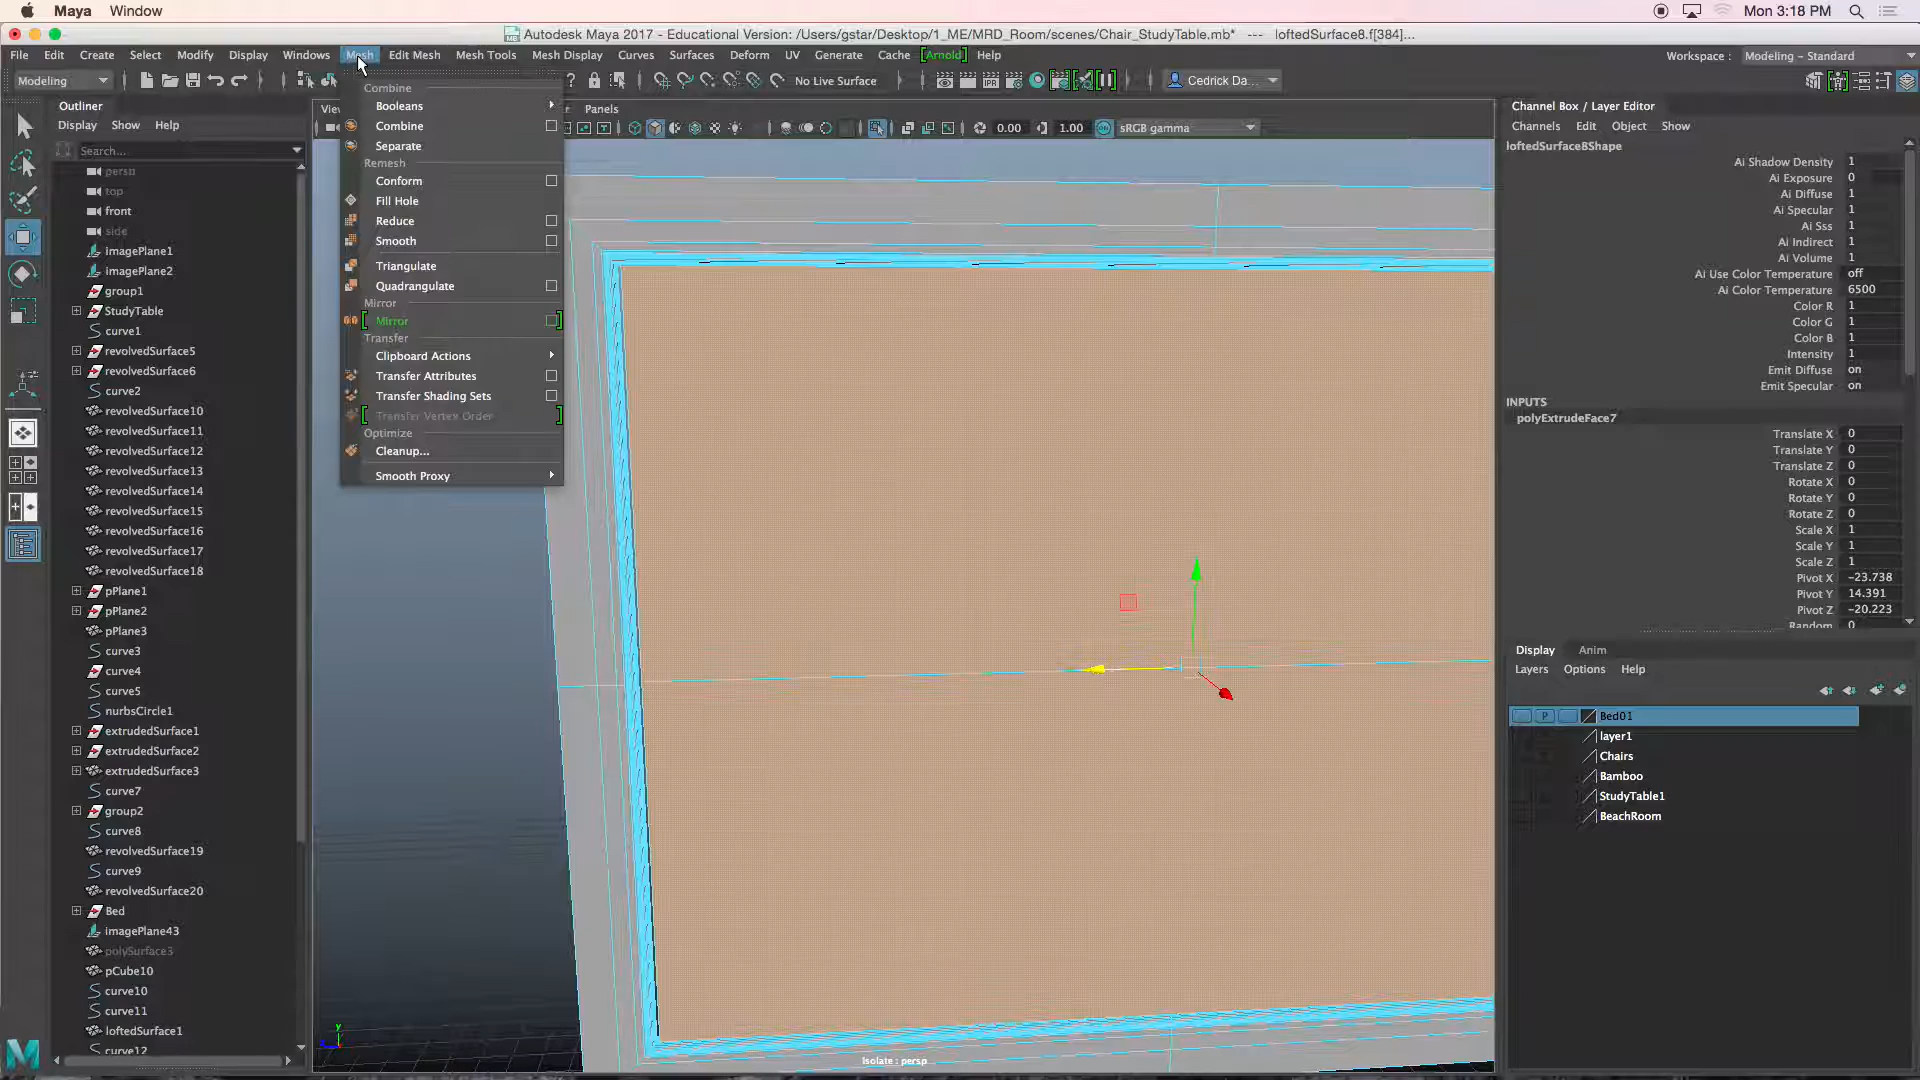 Maya Window Mon 3:18 PM
Autodesk Maya 2017 - Educational Version: /Users/gstar/Desktop/1_ME/MRD_Room/scenes/Chair_StudyTable.mb* --- loftedSurface8.f[384]...
File Edit Create Select Modify Display Windows Mesh Edit Mesh Mesh Tools Mesh Display Curves Surfaces Deform UV Generate Cache [Arnold] Help Workspace : Modeling - Standard
Modeling No Live Surface Cedrick Da...
Outliner
Display Show Help
Search...
persp
top
front
side
imagePlane1
imagePlane2
group1
StudyTable
curve1
revolvedSurface5
revolvedSurface6
curve2
revolvedSurface10
revolvedSurface11
revolvedSurface12
revolvedSurface13
revolvedSurface14
revolvedSurface15
revolvedSurface16
revolvedSurface17
revolvedSurface18
pPlane1
pPlane2
pPlane3
curve3
curve4
curve5
nurbsCircle1
extrudedSurface1
extrudedSurface2
extrudedSurface3
curve7
group2
curve8
revolvedSurface19
curve9
revolvedSurface20
Bed
imagePlane43
polySurface3
pCube10
curve10
curve11
loftedSurface1
curve12
Combine
Booleans
Combine
Separate
Remesh
Conform
Fill Hole
Reduce
Smooth
Triangulate
Quadrangulate
Mirror
Mirror
Transfer
Clipboard Actions
Transfer Attributes
Transfer Shading Sets
Transfer Vertex Order
Optimize
Cleanup...
Smooth Proxy
Panels
IPR
0.00 1.00 sRGB gamma
y
Isolate : persp
Channel Box / Layer Editor
Channels Edit Object Show
loftedSurface8Shape
Ai Shadow Density 1
Ai Exposure 0
Ai Diffuse 1
Ai Specular 1
Ai Sss 1
Ai Indirect 1
Ai Volume 1
Ai Use Color Temperature off
Ai Color Temperature 6500
Color R 1
Color G 1
Color B 1
Intensity 1
Emit Diffuse on
Emit Specular on
INPUTS
polyExtrudeFace7
Translate X 0
Translate Y 0
Translate Z 0
Rotate X 0
Rotate Y 0
Rotate Z 0
Scale X 1
Scale Y 1
Scale Z 1
Pivot X -23.738
Pivot Y 14.391
Pivot Z -20.223
Random 0
Display Anim
Layers Options Help
P Bed01
layer1
Chairs
Bamboo
StudyTable1
BeachRoom